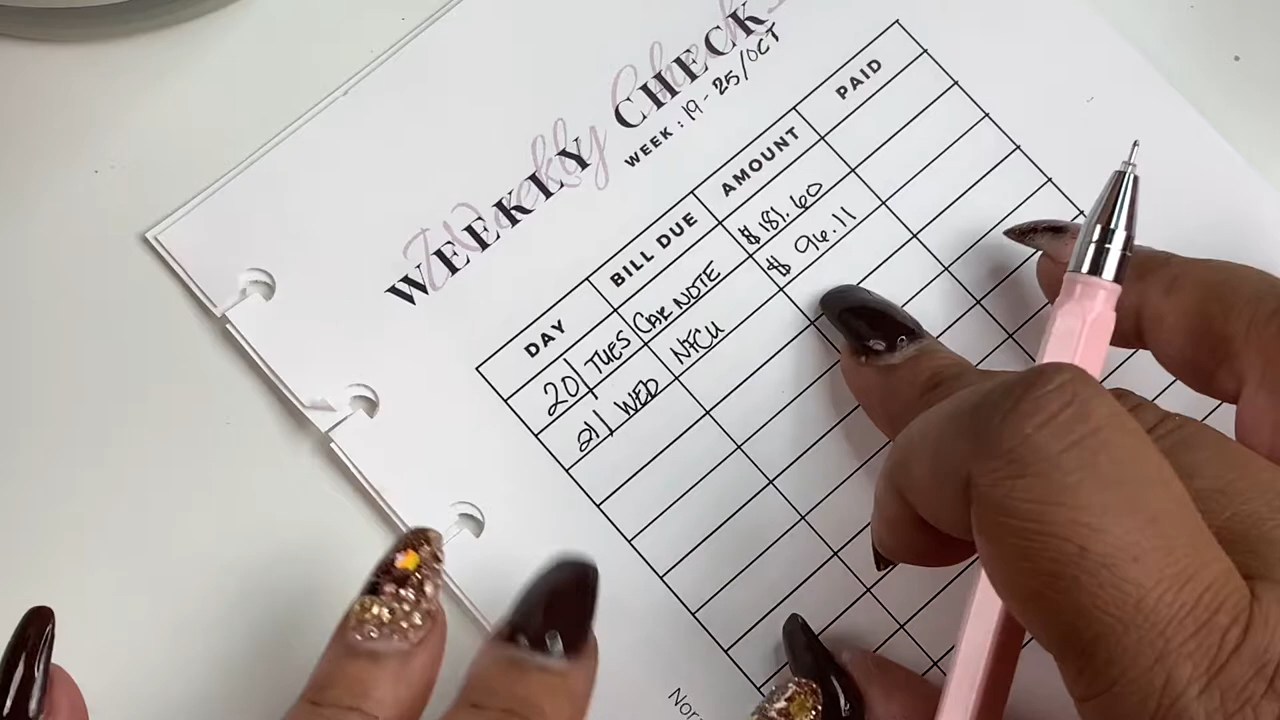 Weekly Check
WEEKLY CHECK
WEEK: 19-25/OCT
DAY BILL DUE AMOUNT PAID
20 TUES CAR NOTE $181.60
21 WED NFCU $96.11